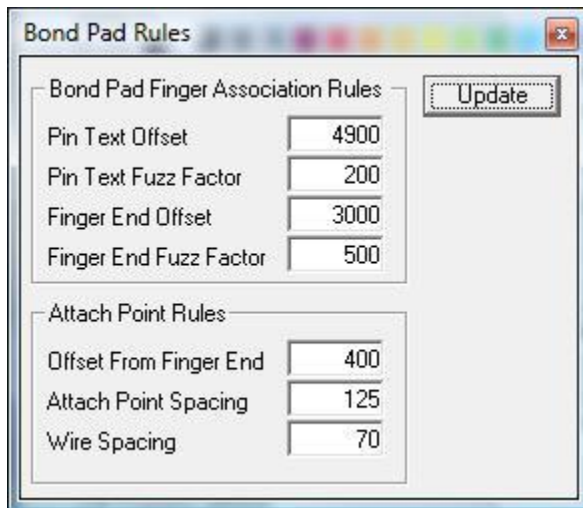 Bond Pad Rules
Bond Pad Finger Association Rules
Update
Pin Text Offset 4900
Pin Text Fuzz Factor 200
Finger End Offset 3000
Finger End Fuzz Factor 500
Attach Point Rules
Offset From Finger End 400
Attach Point Spacing 125
Wire Spacing 70